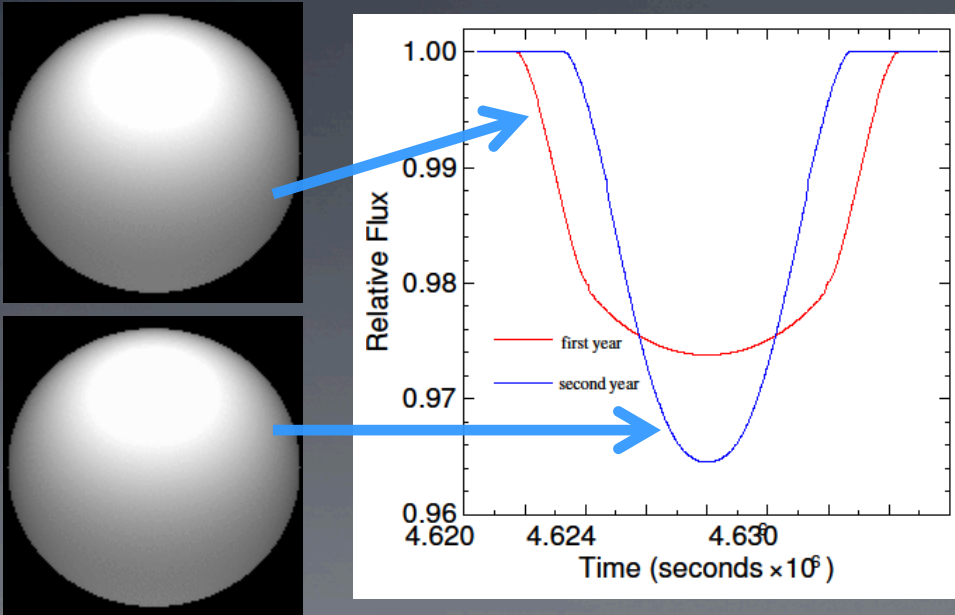 1.00
0.99
0.98
0.97
0.96
Relative Flux
first year
second year
4.620 4.624 4.630
Time (seconds ×10⁶ )